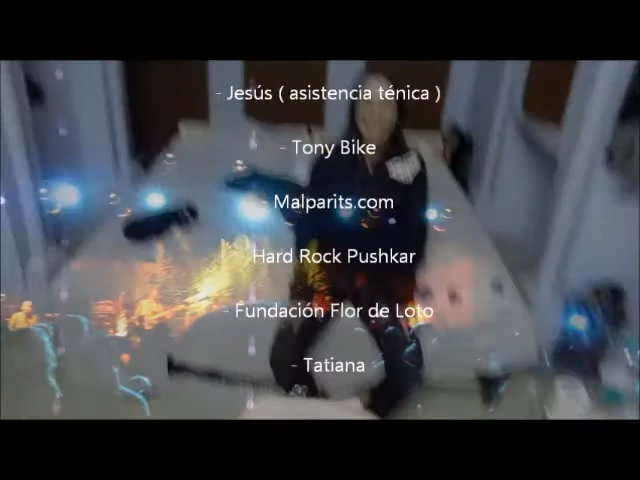 - Jesús ( asistencia ténica )
- Tony Bike
- Malparits.com
Hard Rock Pushkar
- Fundación Flor de Loto
- Tatiana